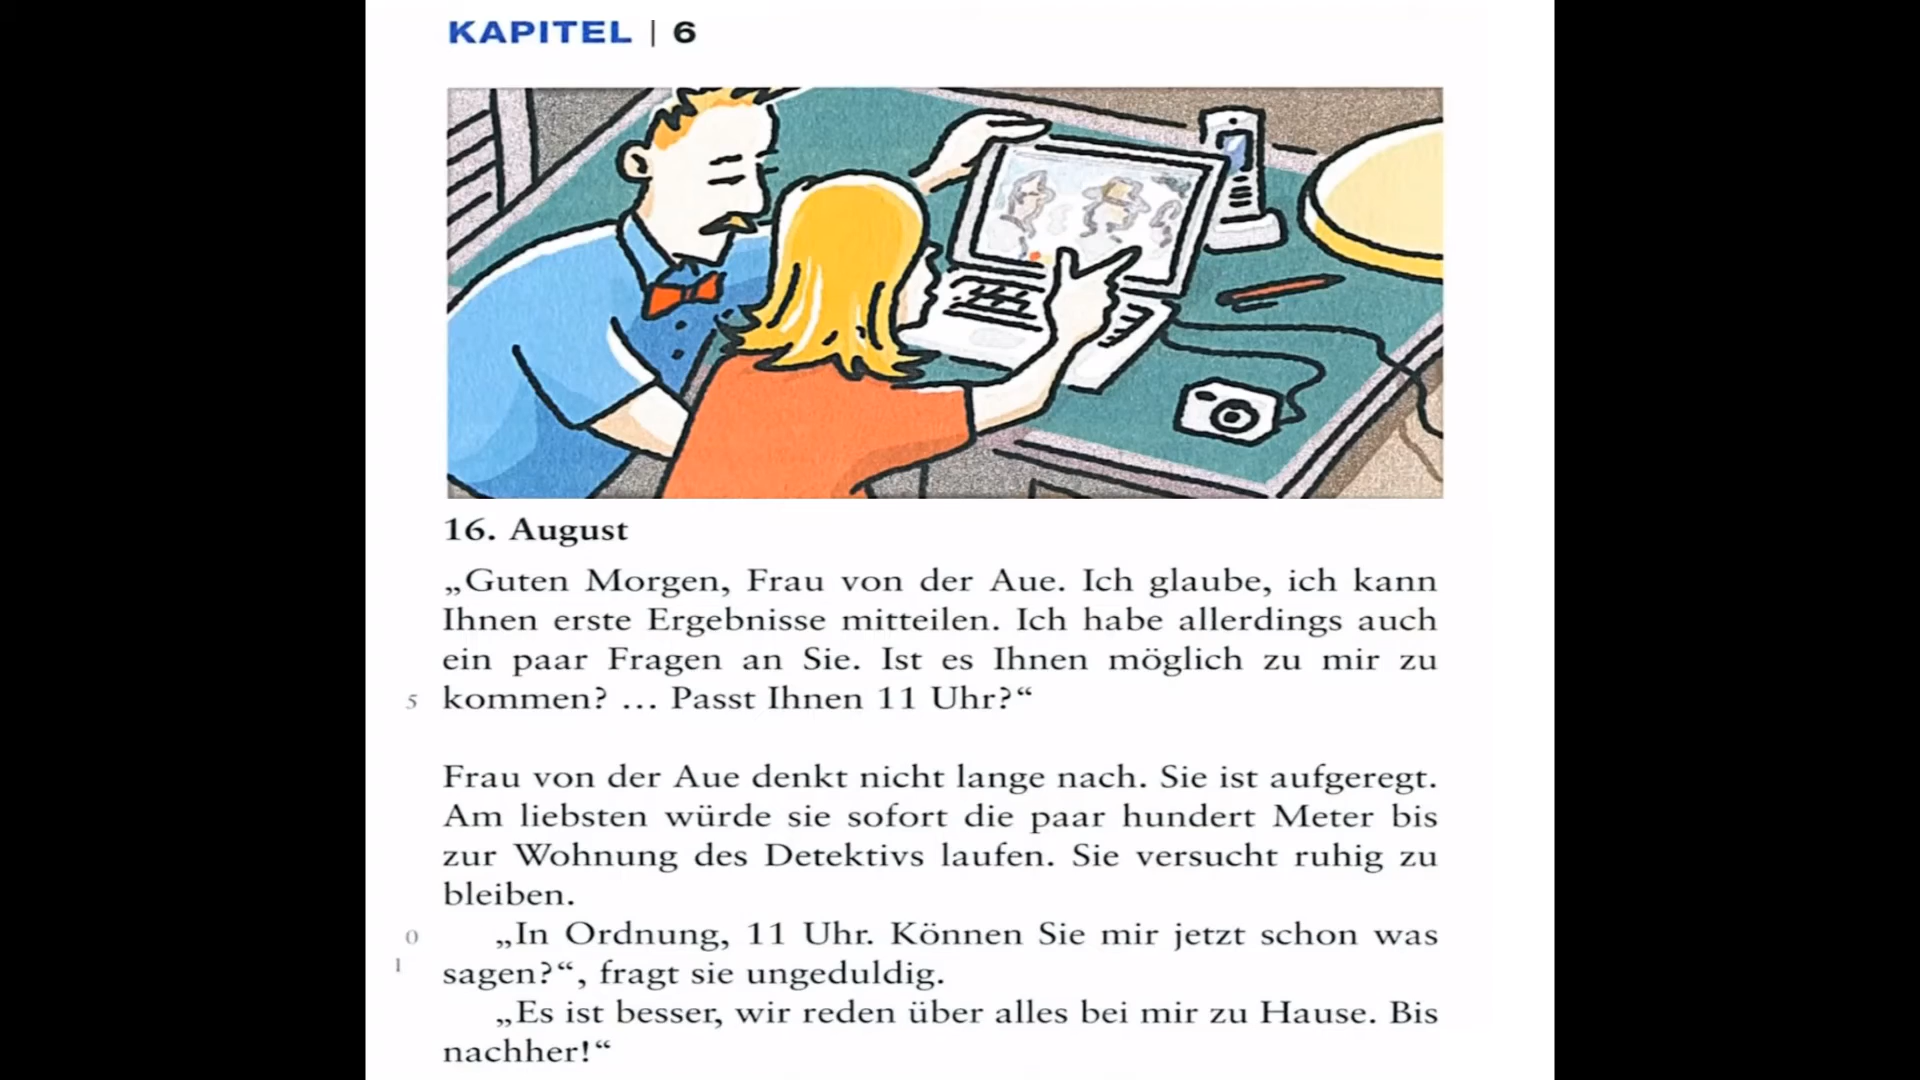 KAPITEL | 6
16. August
„Guten Morgen, Frau von der Aue. Ich glaube, ich kann
Ihnen erste Ergebnisse mitteilen. Ich habe allerdings auch
ein paar Fragen an Sie. Ist es Ihnen möglich zu mir zu
5 kommen? … Passt Ihnen 11 Uhr?“
Frau von der Aue denkt nicht lange nach. Sie ist aufgeregt.
Am liebsten würde sie sofort die paar hundert Meter bis
zur Wohnung des Detektivs laufen. Sie versucht ruhig zu
bleiben.
0 „In Ordnung, 11 Uhr. Können Sie mir jetzt schon was
1 sagen?“, fragt sie ungeduldig.
„Es ist besser, wir reden über alles bei mir zu Hause. Bis
nachher!“